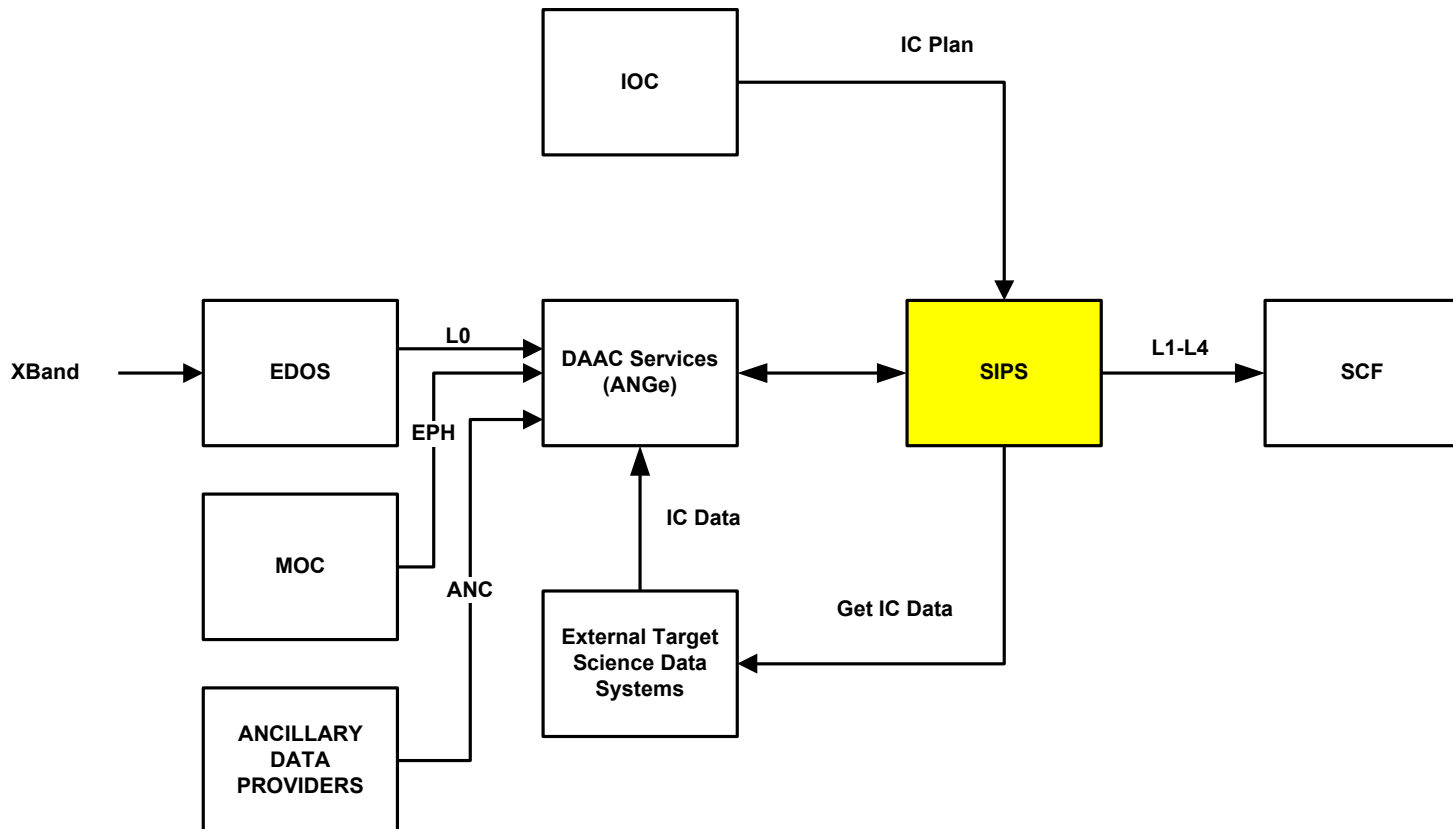 IC Plan
IOC
XBand
EDOS
L0
DAAC Services
(ANGe)
SIPS
L1-L4
SCF
EPH
MOC
IC Data
ANC
Get IC Data
External Target
Science Data
Systems
ANCILLARY
DATA
PROVIDERS